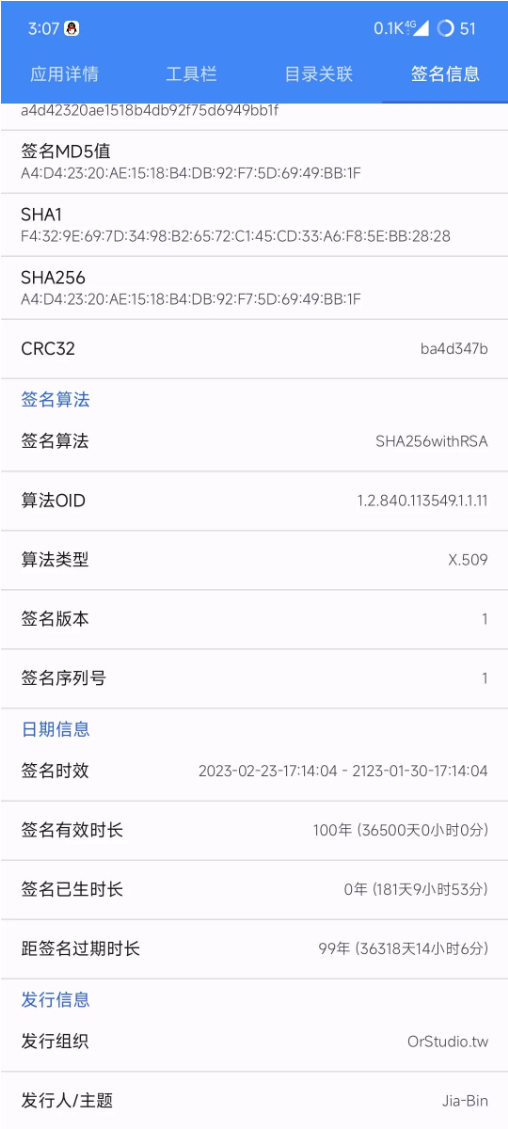 3:07 0.1K 4G 51
应用详情 工具栏 目录关联 签名信息
a4d42320ae1518b4db92f75d6949bb1f
签名MD5值
A4:D4:23:20:AE:15:18:B4:DB:92:F7:5D:69:49:BB:1F
SHA1
F4:32:9E:69:7D:34:98:B2:65:72:C1:45:CD:33:A6:F8:5E:BB:28:28
SHA256
A4:D4:23:20:AE:15:18:B4:DB:92:F7:5D:69:49:BB:1F
CRC32 ba4d347b
签名算法
签名算法 SHA256withRSA
算法OID 1.2.840.113549.1.1.11
算法类型 X.509
签名版本 1
签名序列号 1
日期信息
签名时效 2023-02-23-17:14:04 - 2123-01-30-17:14:04
签名有效时长 100年 (36500天0小时0分)
签名已生时长 0年 (181天9小时53分)
距签名过期时长 99年 (36318天14小时6分)
发行信息
发行组织 OrStudio.tw
发行人/主题 Jia-Bin